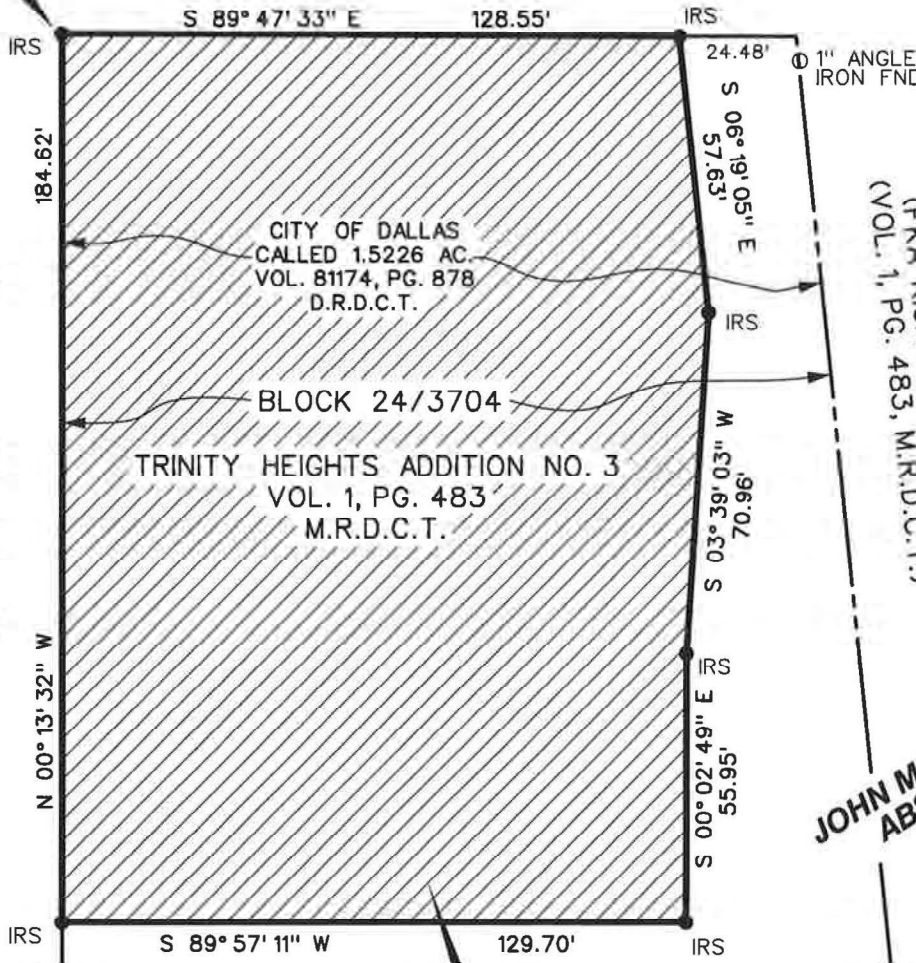 S 89° 47' 33" E 128.55'
IRS
IRS
24.48'
1" ANGLE
IRON FND
184.62'
S 06° 19' 05" E
57.63'
CITY OF DALLAS
CALLED 1.5226 AC.
VOL. 81174, PG. 878
D.R.D.C.T.
IRS
(VOL. 1, PG. 483, M.R.D.C.T.)
BLOCK 24/3704
TRINITY HEIGHTS ADDITION NO. 3
VOL. 1, PG. 483
M.R.D.C.T.
S 03° 39' 03" W
70.96'
IRS
N 00° 13' 32" W
S 00° 02' 49" E
55.95'
JOHN M
AB
IRS
S 89° 57' 11" W 129.70'
IRS